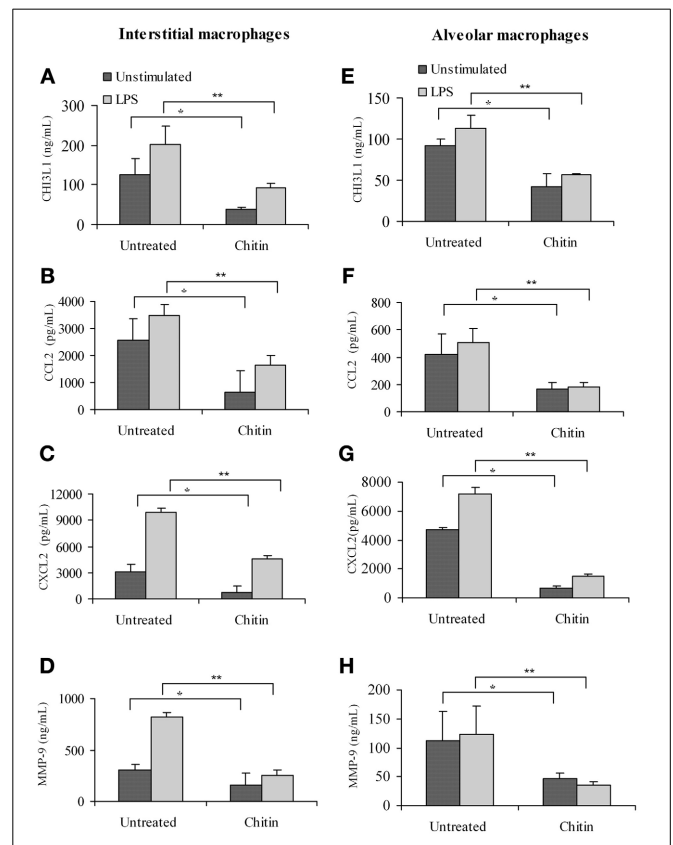 Interstitial macrophages
Alveolar macrophages
A
Unstimulated
LPS
*
**
CHI3L1 (ng/mL)
300
200
100
0
Untreated
Chitin
E
Unstimulated
LPS
*
**
CHI3L1 (ng/mL)
150
100
50
0
Untreated
Chitin
B
*
**
CCL2 (pg/mL)
4000
3000
2000
1000
0
Untreated
Chitin
F
*
**
CCL2 (pg/mL)
800
600
400
200
0
Untreated
Chitin
C
*
**
CXCL2 (pg/mL)
12000
9000
6000
3000
0
Untreated
Chitin
G
*
**
CXCL2(pg/mL)
8000
6000
4000
2000
0
Untreated
Chitin
D
*
**
MMP-9 (ng/mL)
1000
500
0
Untreated
Chitin
H
*
**
MMP-9 (ng/mL)
200
150
100
50
0
Untreated
Chitin